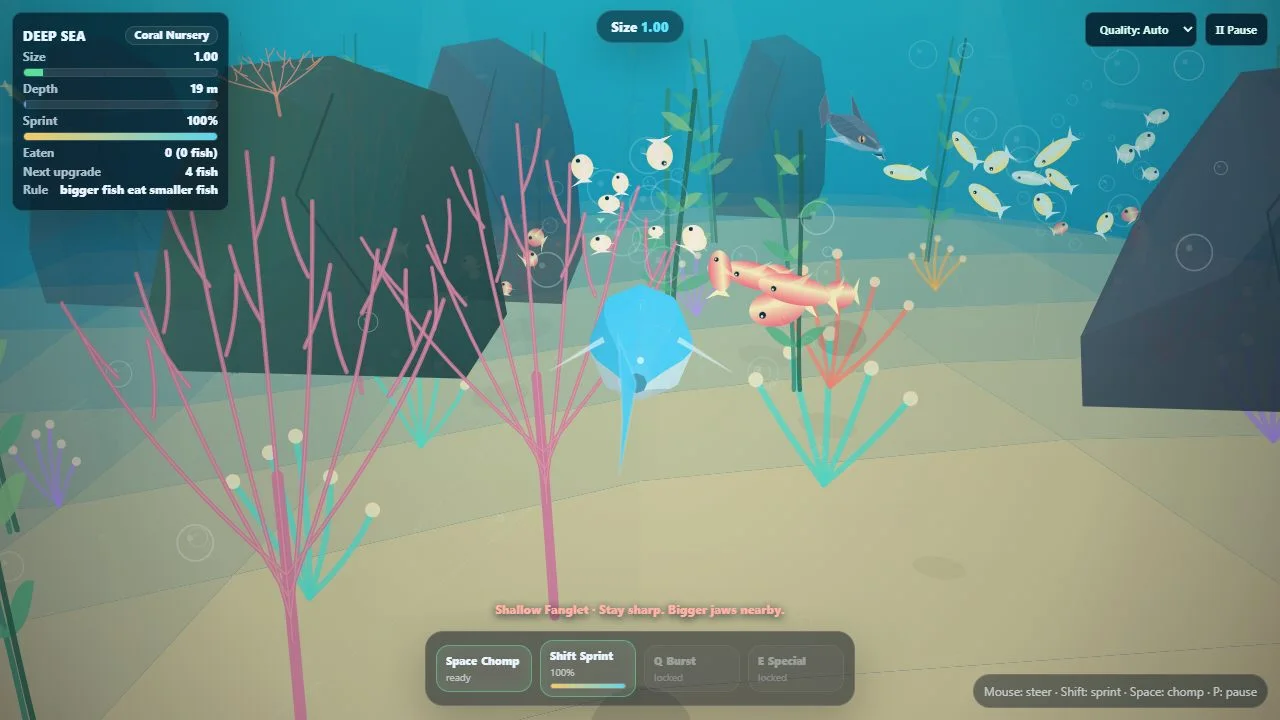 DEEP SEA Coral Nursery
Size 1.00
Depth 19 m
Sprint 100%
Eaten 0 (0 fish)
Next upgrade 4 fish
Rule bigger fish eat smaller fish
Size 1.00
Quality: Auto
II Pause
Shallow Fanglet · Stay sharp. Bigger jaws nearby.
Space Chomp
ready
Shift Sprint
100%
Q Burst
locked
E Special
locked
Mouse: steer · Shift: sprint · Space: chomp · P: pause